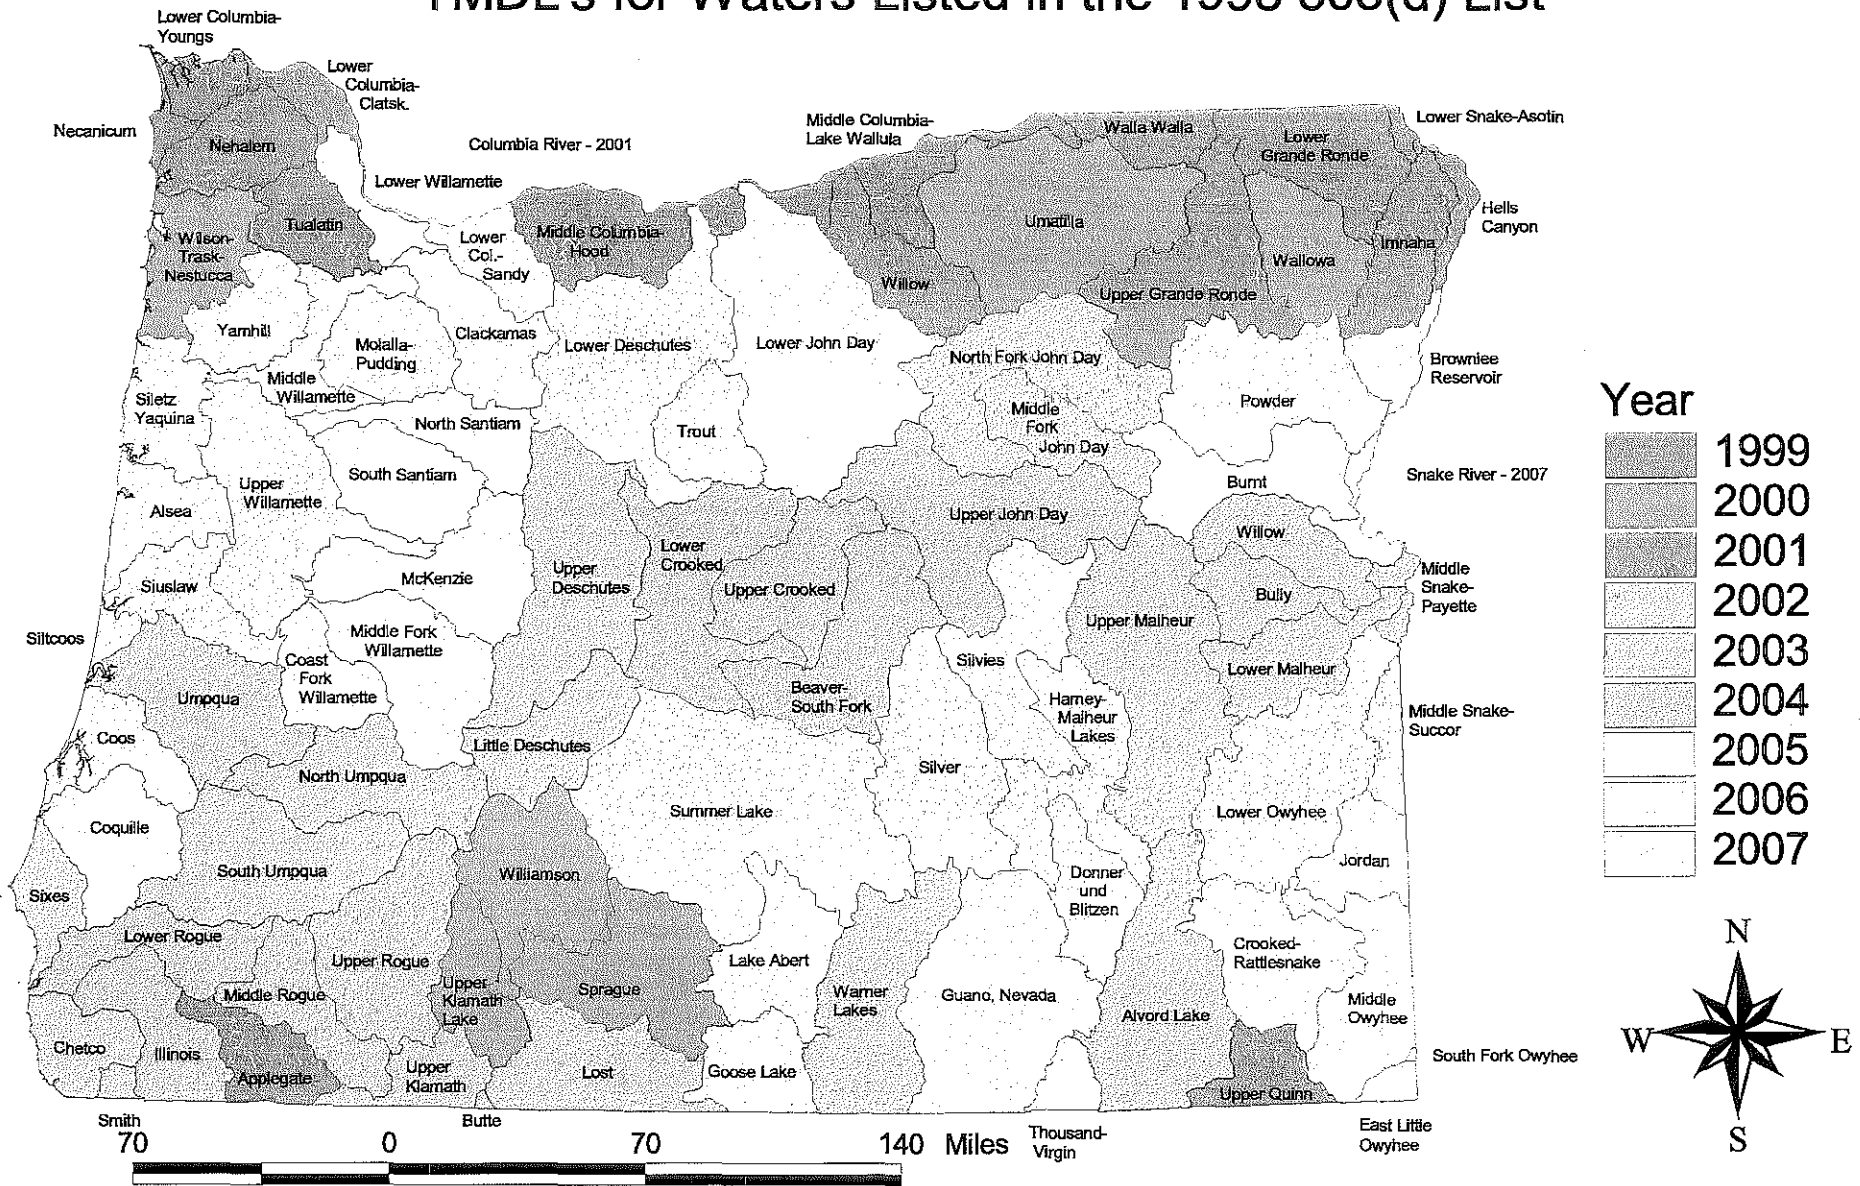 TMDL's for Waters Listed in the 1998 303(d) List
Lower Columbia-
Youngs
Lower
Columbia-
Clatsk.
Necanicum
Nehalem
Columbia River - 2001
Middle Columbia-
Lake Wallula
Walla Walla
Lower
Grande Ronde
Lower Snake-Asotin
Lower Willamette
Tualatin
Wilson-
Trask-
Nestucca
Lower
Col.-
Sandy
Middle Columbia-
Hood
Umatilla
Willow
Upper Grande Ronde
Wallowa
Imnaha
Hells
Canyon
Yamhill
Molalla-
Pudding
Clackamas
Lower Deschutes
Lower John Day
North Fork John Day
Brownlee
Reservoir
Middle
Willamette
Siletz
Yaquina
North Santiam
Trout
Middle
Fork
John Day
Powder
South Santiam
Upper
Willamette
Alsea
Burnt
Snake River - 2007
Upper John Day
Willow
Lower
Crooked
Upper
Deschutes
Upper Crooked
McKenzie
Siuslaw
Bully
Middle
Snake-
Payette
Upper Malheur
Siltcoos
Middle Fork
Willamette
Coast
Fork
Willamette
Silvies
Lower Malheur
Umpqua
Beaver-
South Fork
Harney-
Malheur
Lakes
Middle Snake-
Succor
Coos
Little Deschutes
North Umpqua
Silver
Summer Lake
Lower Owyhee
Coquille
South Umpqua
Williamson
Donner
und
Blitzen
Jordan
Sixes
Lower Rogue
Upper Rogue
Lake Abert
Crooked-
Rattlesnake
Middle Rogue
Upper
Klamath
Lake
Sprague
Warner
Lakes
Guano, Nevada
Alvord Lake
Middle
Owyhee
Chetco
Illinois
Applegate
Upper
Klamath
Lost
Goose Lake
Upper Quinn
South Fork Owyhee
Smith
Butte
Thousand-
Virgin
East Little
Owyhee
70 0 70 140 Miles
Year
1999
2000
2001
2002
2003
2004
2005
2006
2007
N
W E
S